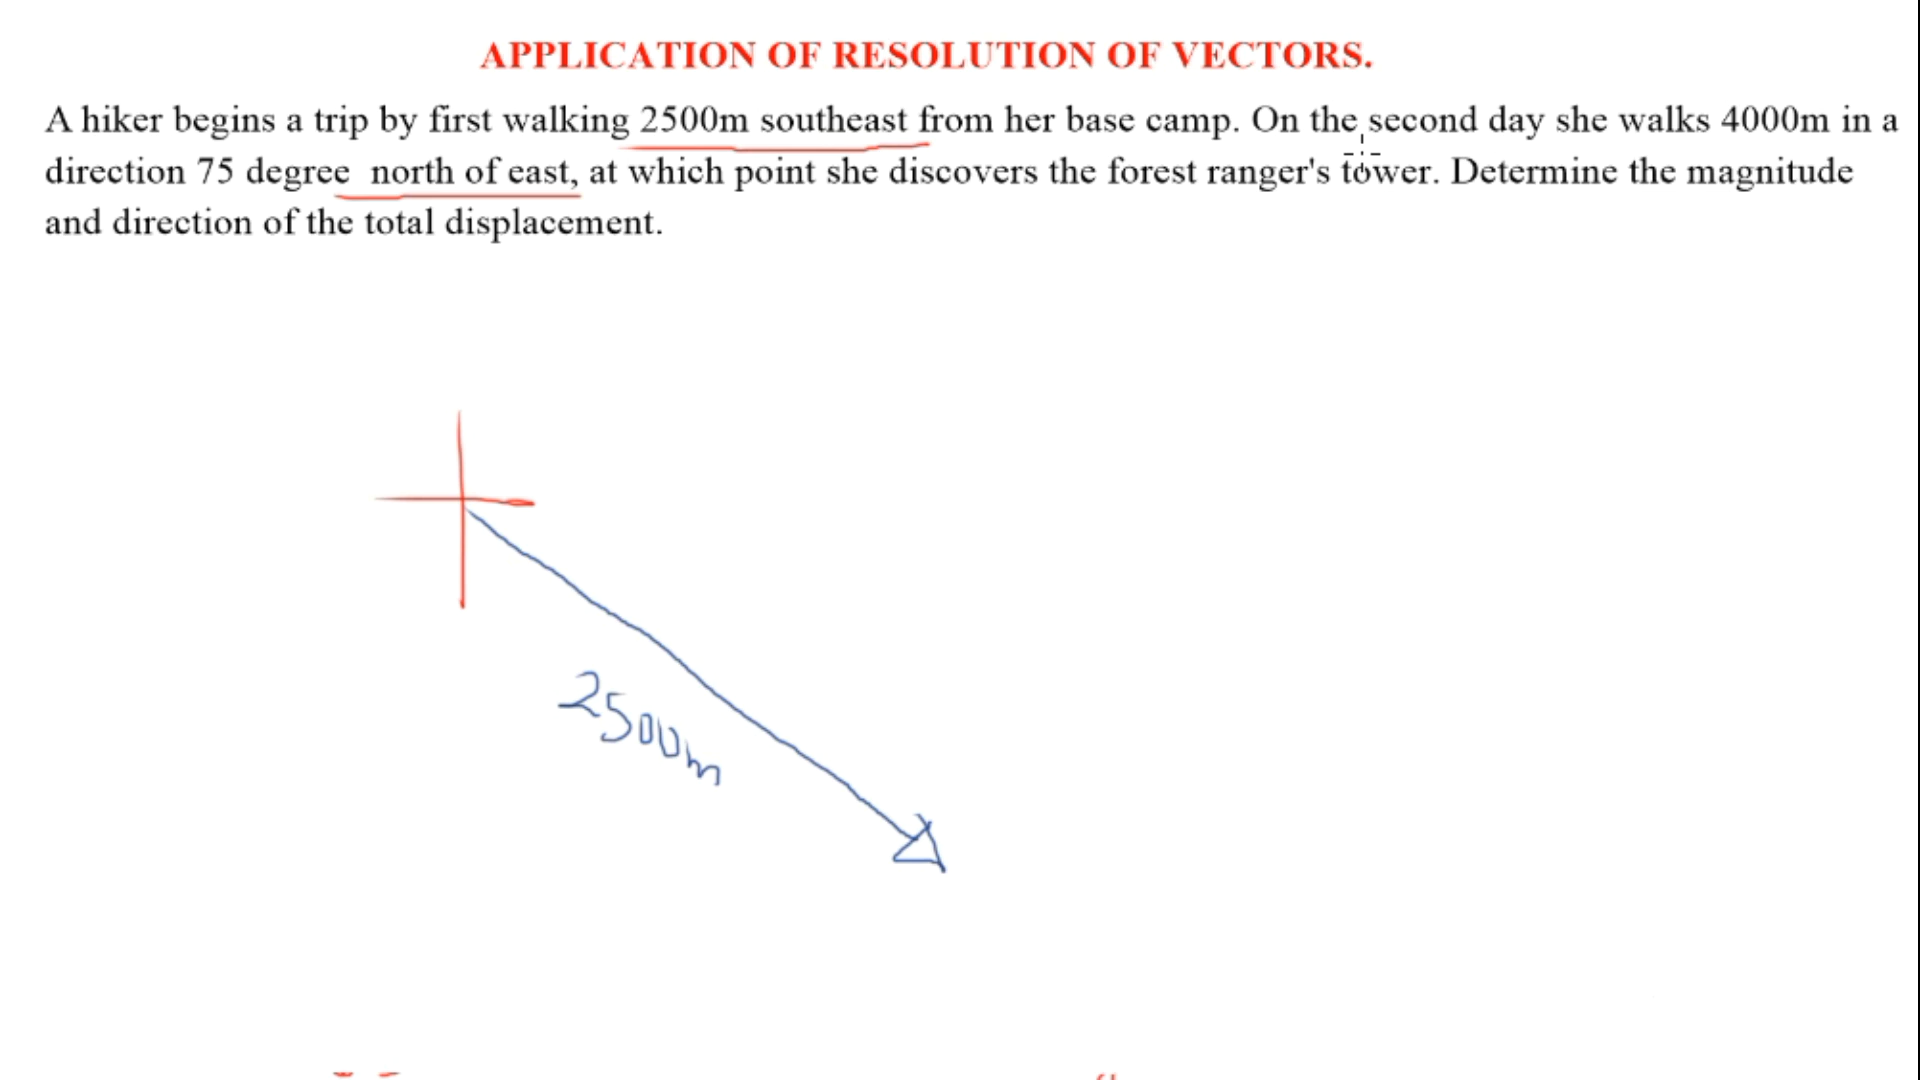 APPLICATION OF RESOLUTION OF VECTORS.
A hiker begins a trip by first walking 2500m southeast from her base camp. On the second day she walks 4000m in a
direction 75 degree north of east, at which point she discovers the forest ranger's tower. Determine the magnitude
and direction of the total displacement.
2500m